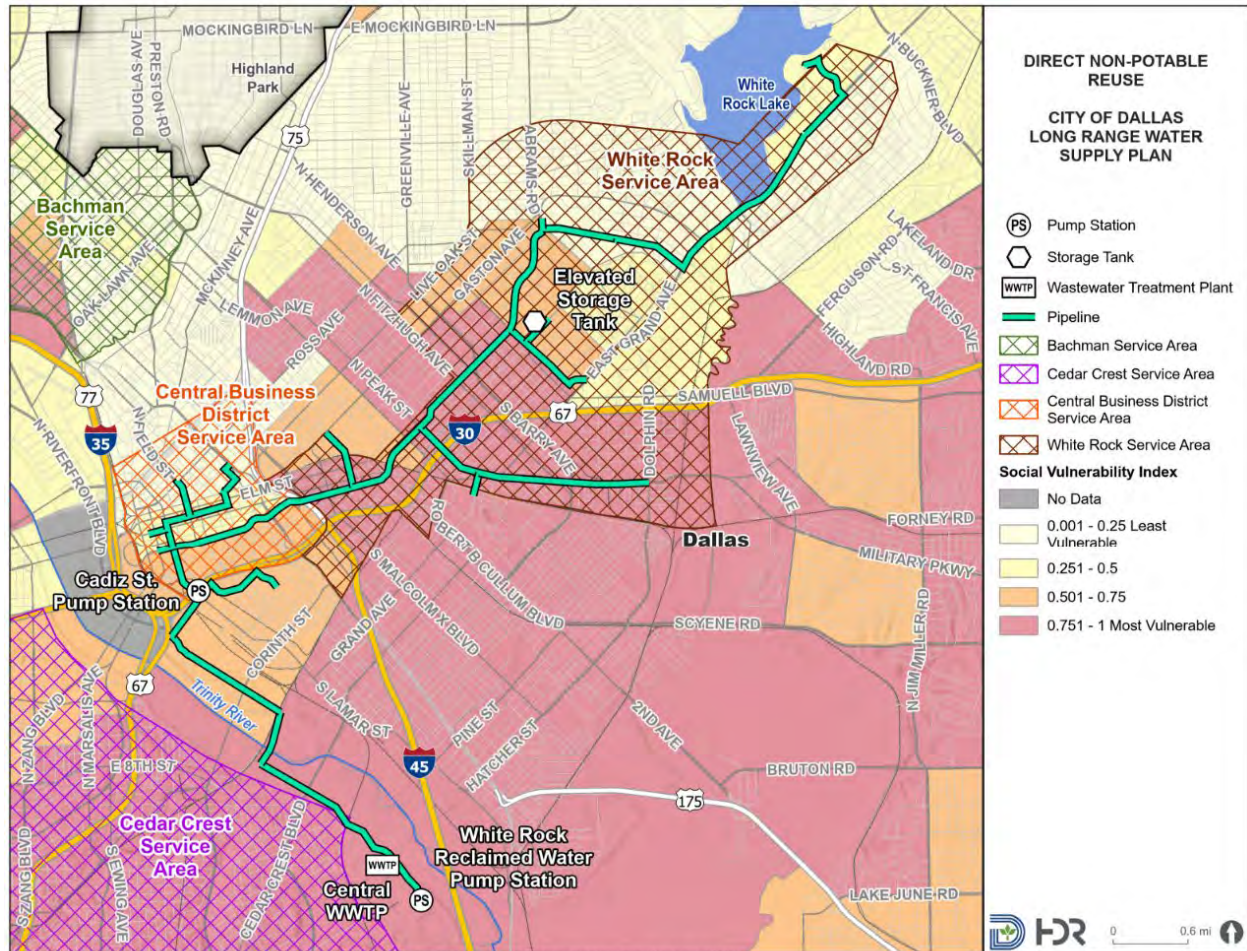 MOCKINGBIRD LN
E MOCKINGBIRD LN
DOUGLAS AVE
PRESTON RD
Highland
Park
75
GREENVILLE AVE
SKILLMAN ST
ABRAMS RD
White
Rock Lake
N BUCKNER BLVD
White Rock
Service Area
Bachman
Service
Area
OAK LAWN AVE
MCKINNEY AVE
N HENDERSON AVE
LIVE OAK ST
GASTON AVE
LEMMON AVE
ROSS AVE
N FITZHUGH AVE
Elevated
Storage
Tank
EAST GRAND AVE
FERGUSON RD
LAKELAND DR
ST FRANCIS AVE
HIGHLAND RD
N PEAK ST
SAMUELL BLVD
77
35
Central Business
District
Service Area
30
67
N RIVERFRONT BLVD
N FIELD ST
ELM ST
S BARRY AVE
DOLPHIN RD
LAWNVIEW AVE
FORNEY RD
MILITARY PKWY
Dallas
ROBERT B CULLUM BLVD
Cadiz St.
Pump Station
PS
S MALCOLM X BLVD
GRAND AVE
CORINTH ST
SCYENE RD
N JIM MILLER RD
67
Trinity River
S LAMAR ST
PINE ST
HATCHER ST
2ND AVE
BRUTON RD
N ZANG BLVD
N MARSALIS AVE
E 8TH ST
45
175
Cedar Crest
Service
Area
S ZANG BLVD
S EWING AVE
CEDAR CREST BLVD
White Rock
Reclaimed Water
Pump Station
WWTP
Central
WWTP
PS
LAKE JUNE RD
DIRECT NON-POTABLE
REUSE
CITY OF DALLAS
LONG RANGE WATER
SUPPLY PLAN
PS Pump Station
Storage Tank
WWTP Wastewater Treatment Plant
Pipeline
Bachman Service Area
Cedar Crest Service Area
Central Business District
Service Area
White Rock Service Area
Social Vulnerability Index
No Data
0.001 - 0.25 Least
Vulnerable
0.251 - 0.5
0.501 - 0.75
0.751 - 1 Most Vulnerable
HDR
0 0.6 mi